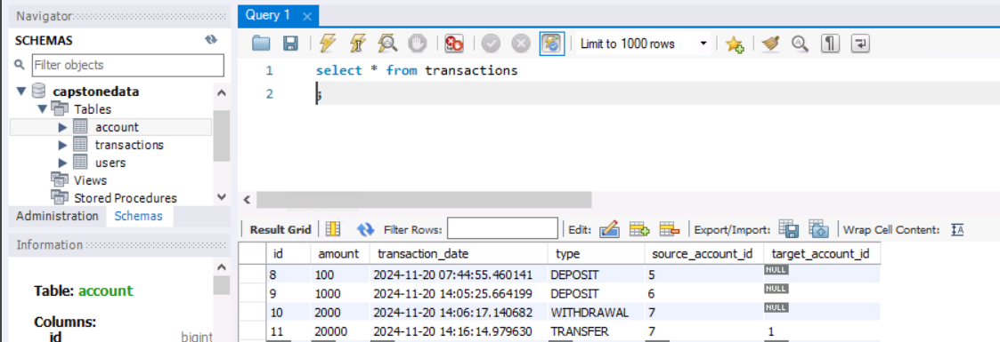 Navigator
SCHEMAS
Filter objects
capstonedata
Tables
account
transactions
users
Views
Stored Procedures
Administration Schemas
Information
Table: account
Columns:
id bigint
Query 1
Limit to 1000 rows
1 select * from transactions
2 ;
Result Grid Filter Rows: Edit: Export/Import: Wrap Cell Content:
id amount transaction_date type source_account_id target_account_id
8 100 2024-11-20 07:44:55.460141 DEPOSIT 5 NULL
9 1000 2024-11-20 14:05:25.664199 DEPOSIT 6 NULL
10 2000 2024-11-20 14:06:17.140682 WITHDRAWAL 7 NULL
11 20000 2024-11-20 14:16:14.979630 TRANSFER 7 1